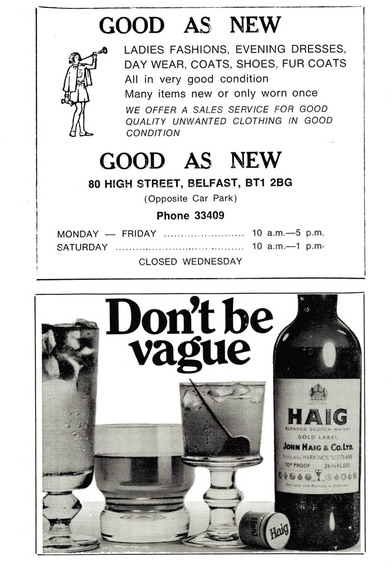 GOOD AS NEW
LADIES FASHIONS, EVENING DRESSES,
DAY WEAR, COATS, SHOES, FUR COATS
All in very good condition
Many items new or only worn once
WE OFFER A SALES SERVICE FOR GOOD
QUALITY UNWANTED CLOTHING IN GOOD
CONDITION
GOOD AS NEW
80 HIGH STREET, BELFAST, BT1 2BG
(Opposite Car Park)
Phone 33409
MONDAY — FRIDAY ........................ 10 a.m.—5 p.m.
SATURDAY ...................................... 10 a.m.—1 p.m.
CLOSED WEDNESDAY
Don't be
vague
HAIG
BLENDED SCOTCH WHISKY
GOLD LABEL
JOHN HAIG & CO. LTD.
MARKINCH, SCOTLAND
70° PROOF 26⅔ FL.OZS.
Haig